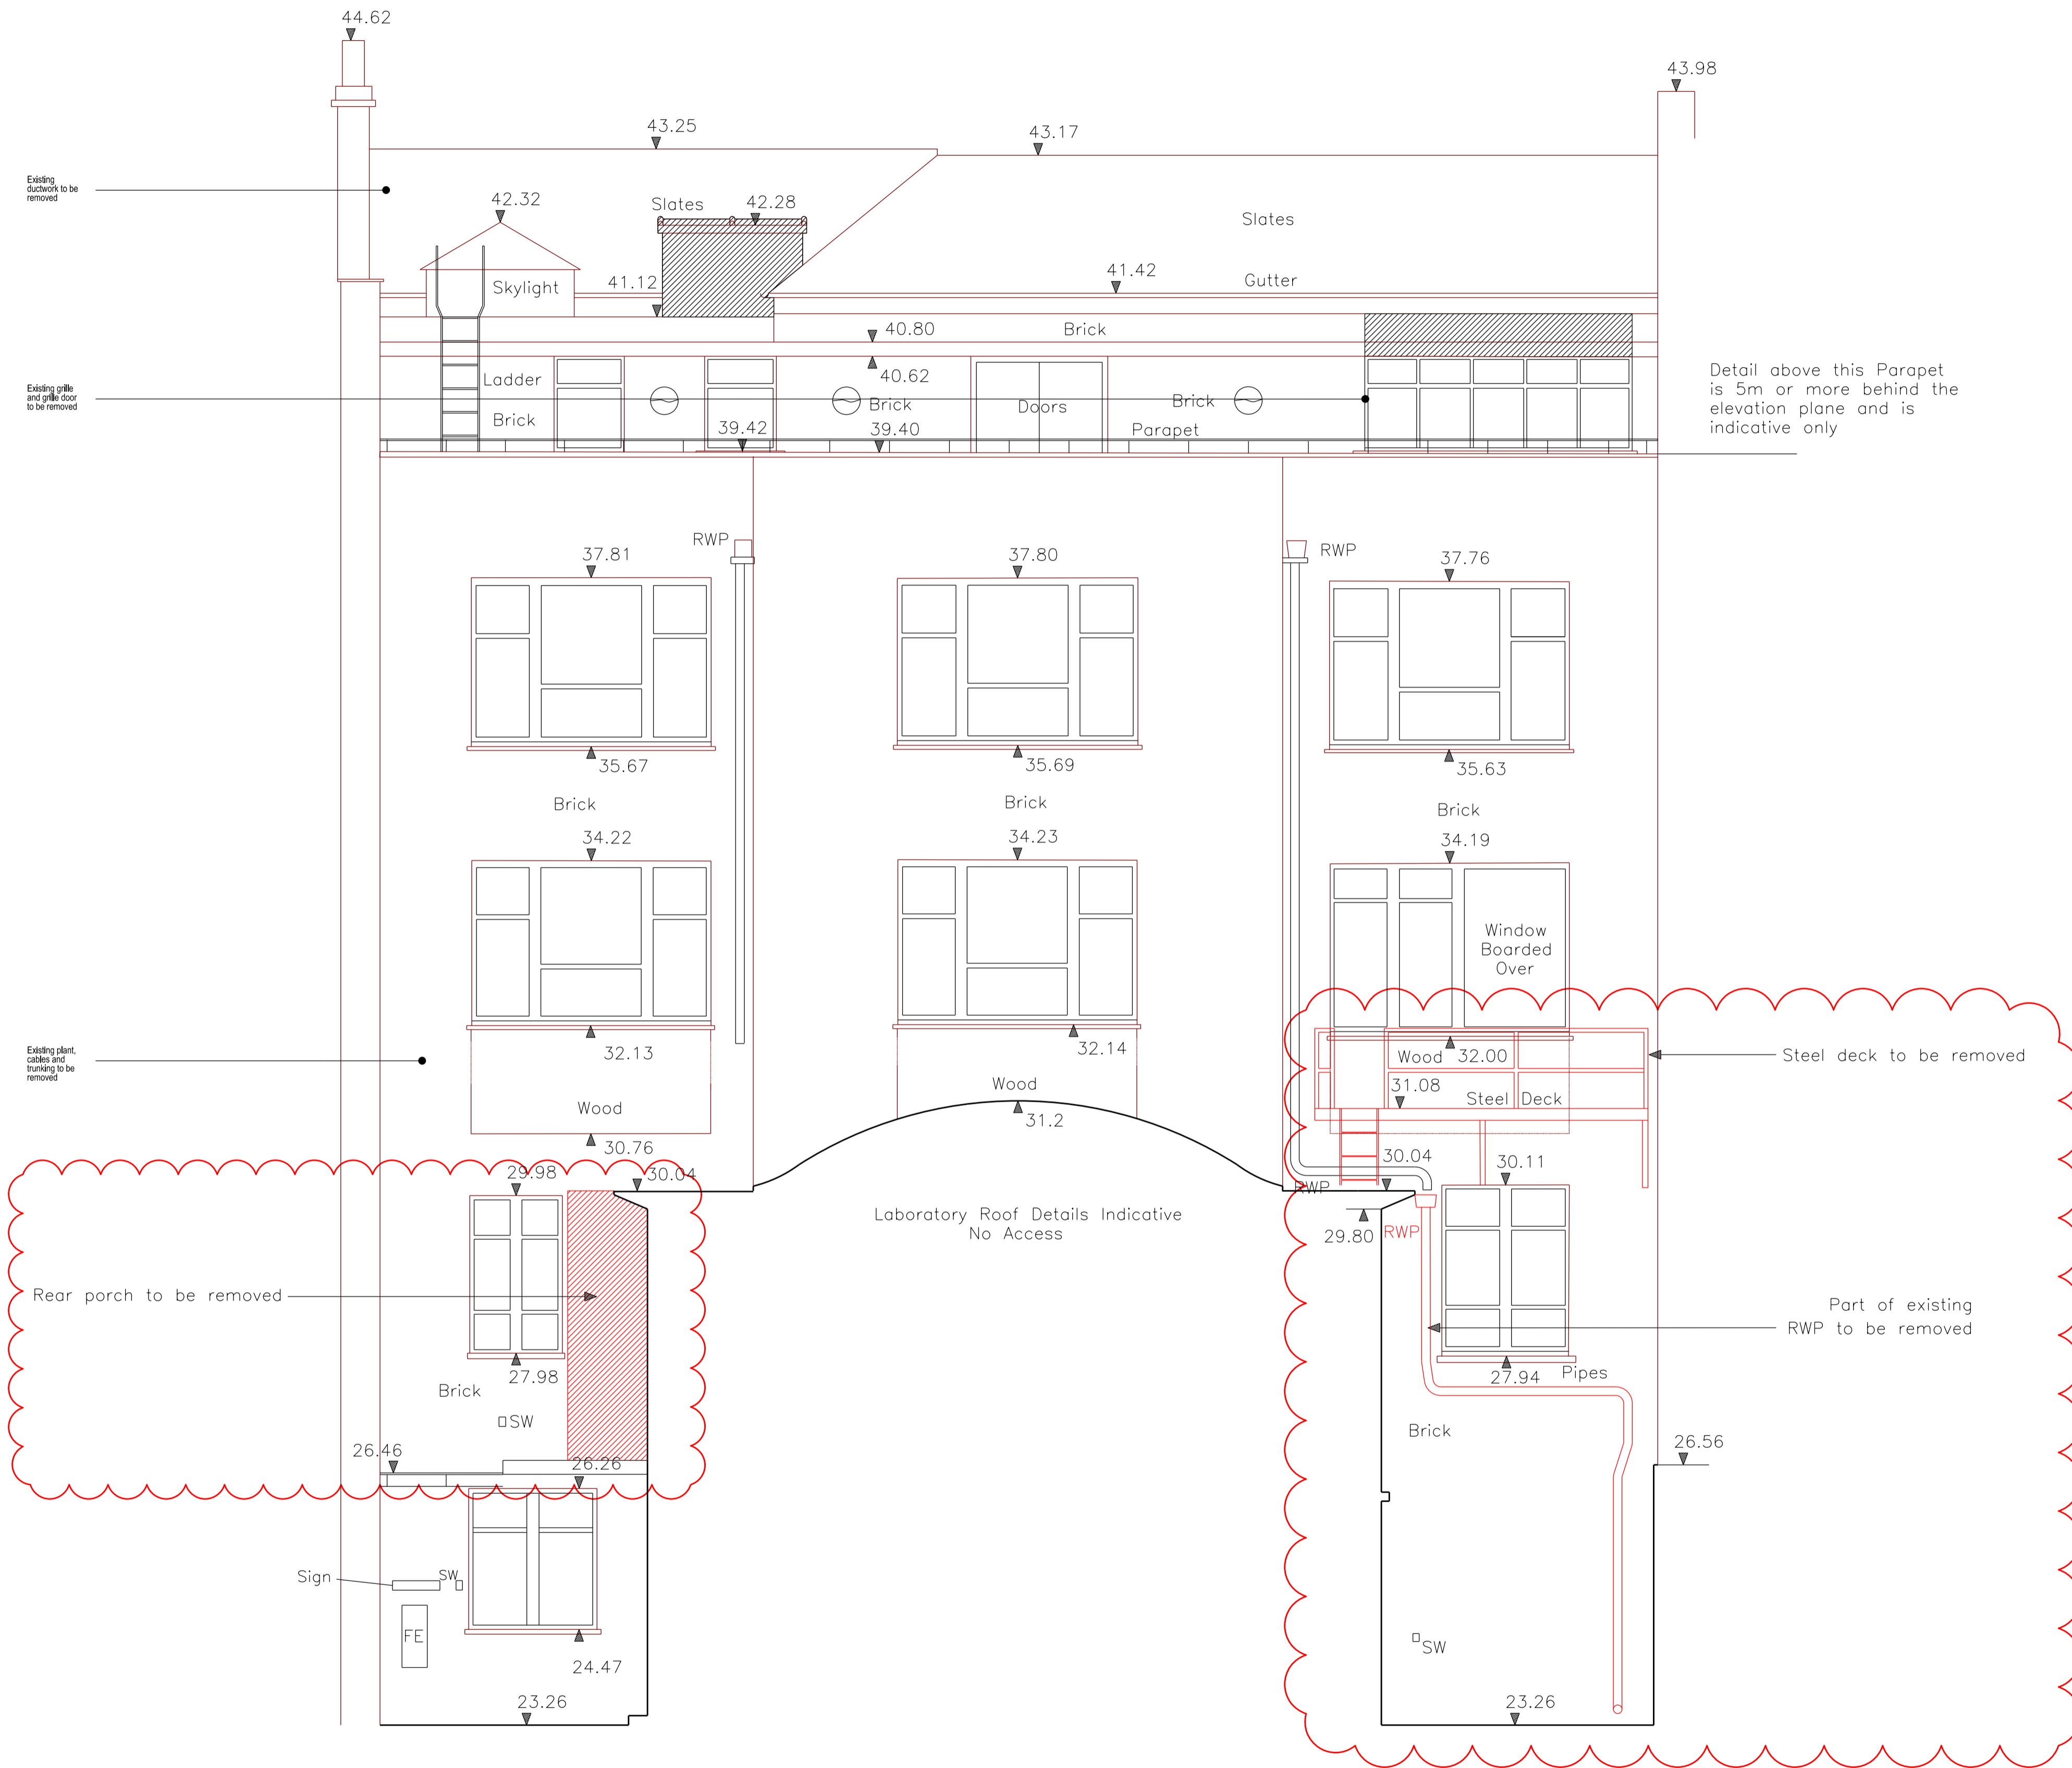 44.62
43.98
43.25
43.17
Existing
ductwork to be
removed
42.32
Slates
42.28
Slates
41.12
Skylight
41.42
Gutter
40.80
Brick
40.62
Ladder
Existing grille
and grille door
to be removed
Brick
Brick
Doors
Brick
Parapet
39.42
39.40
Detail above this Parapet
is 5m or more behind the
elevation plane and is
indicative only
RWP
RWP
37.81
37.80
37.76
35.67
35.69
35.63
Brick
Brick
Brick
34.22
34.23
34.19
Window
Boarded
Over
32.13
32.14
Wood
32.00
Steel deck to be removed
Existing plant,
cables and
trunking to be
removed
Wood
Wood
31.08
Steel Deck
31.2
30.76
29.98
30.04
30.04
30.11
RWP
Laboratory Roof Details Indicative
No Access
29.80
RWP
Rear porch to be removed
Part of existing
RWP to be removed
27.98
27.94
Pipes
Brick
SW
Brick
26.46
26.26
26.56
Sign
SW
FE
24.47
SW
23.26
23.26